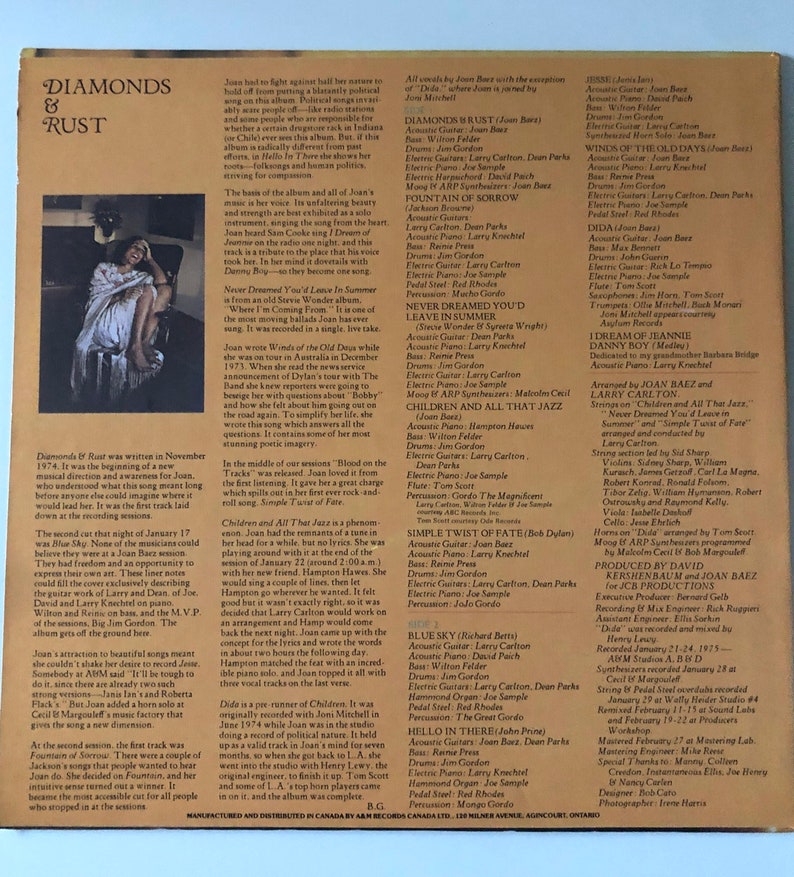 DIAMONDS
&
RUST
Diamonds & Rust was written in November
1974. It was the beginning of a new
musical direction and awareness for Joan,
who understood what this song meant long
before anyone else could imagine where it
would lead her. It was the first track laid
down at the recording sessions.
The second cut that night of January 17
was Blue Sky. None of the musicians could
believe they were at a Joan Baez session.
They had freedom and an opportunity to
express their own art. These liner notes
could fill the cover exclusively describing
the guitar work of Larry and Dean, of Joe,
David and Larry Knechtel on piano,
Wilton and Reinie on bass, and the M.V.P.
of the sessions, Big Jim Gordon. The
album gets off the ground here.
Joan's attraction to beautiful songs meant
she couldn't shake her desire to record Jesse.
Somebody at A&M said "It'll be tough to
do it, since there are already two such
strong versions—Janis Ian's and Roberta
Flack's." But Joan added a horn solo at
Cecil & Margouleff's music factory that
gives the song a new dimension.
At the second session, the first track was
Fountain of Sorrow. There were a couple of
Jackson's songs that people wanted to hear
Joan do. She decided on Fountain, and her
intuitive sense turned out a winner. It
became the most accessible cut for all people
who stopped in at the sessions.
Joan had to fight against half her nature to
hold off from putting a blatantly political
song on this album. Political songs invari-
ably scare people off—like radio stations
and some people who are responsible for
whether a certain drugstore rack in Indiana
(or Chile) ever sees this album. But, if this
album is radically different from past
efforts, in Hello In There she shows her
roots—folksongs and human politics,
striving for compassion.
The basis of the album and all of Joan's
music is her voice. Its unfaltering beauty
and strength are best exhibited as a solo
instrument, singing the song from the heart.
Joan heard Sam Cooke sing I Dream of
Jeannie on the radio one night, and this
track is a tribute to the place that his voice
took her. In her mind it dovetails with
Danny Boy—so they become one song.
Never Dreamed You'd Leave In Summer
is from an old Stevie Wonder album,
"Where I'm Coming From." It is one of
the most moving ballads Joan has ever
sung. It was recorded in a single, live take.
Joan wrote Winds of the Old Days while
she was on tour in Australia in December
1973. When she read the news service
announcement of Dylan's tour with The
Band she knew reporters were going to
beseige her with questions about "Bobby"
and how she felt about him going out on
the road again. To simplify her life, she
wrote this song which answers all the
questions. It contains some of her most
stunning poetic imagery.
In the middle of our sessions "Blood on the
Tracks" was released. Joan loved it from
the first listening. It gave her a great charge
which spills out in her first ever rock-and-
roll song, Simple Twist of Fate.
Children and All That Jazz is a phenom-
enon. Joan had the remnants of a tune in
her head for a while, but no lyrics. She was
playing around with it at the end of the
session of January 22 (around 2:00 a.m.)
with her new friend, Hampton Hawes. She
would sing a couple of lines, then let
Hampton go wherever he wanted. It felt
good but it wasn't exactly right, so it was
decided that Larry Carlton would work on
an arrangement and Hamp would come
back the next night. Joan came up with the
concept for the lyrics and wrote the words
in about two hours the following day.
Hampton matched the feat with an incred-
ible piano solo, and Joan topped it all with
three vocal tracks on the last verse.
Dida is a pre-runner of Children. It was
originally recorded with Joni Mitchell in
June 1974 while Joan was in the studio
doing a record of political nature. It held
up as a valid track in Joan's mind for seven
months, so when she got back to L.A. she
went into the studio with Henry Lewy, the
original engineer, to finish it up. Tom Scott
and some of L.A.'s top horn players came
in on it, and the album was complete.
B.G.
All vocals by Joan Baez with the exception
of "Dida," where Joan is joined by
Joni Mitchell
DIAMONDS & RUST (Joan Baez)
Acoustic Guitar: Joan Baez
Bass: Wilton Felder
Drums: Jim Gordon
Electric Guitars: Larry Carlton, Dean Parks
Electric Piano: Joe Sample
Electric Harpsichord: David Paich
Moog & ARP Synthesizers: Joan Baez
FOUNTAIN OF SORROW
(Jackson Browne)
Acoustic Guitars:
Larry Carlton, Dean Parks
Acoustic Piano: Larry Knechtel
Bass: Reinie Press
Drums: Jim Gordon
Electric Guitar: Larry Carlton
Electric Piano: Joe Sample
Pedal Steel: Red Rhodes
Percussion: Mucho Gordo
NEVER DREAMED YOU'D
LEAVE IN SUMMER
(Stevie Wonder & Syreeta Wright)
Acoustic Guitar: Dean Parks
Acoustic Piano: Larry Knechtel
Bass: Reinie Press
Drums: Jim Gordon
Electric Guitar: Larry Carlton
Electric Piano: Joe Sample
Moog & ARP Synthesizers: Malcolm Cecil
CHILDREN AND ALL THAT JAZZ
(Joan Baez)
Acoustic Piano: Hampton Hawes
Bass: Wilton Felder
Drums: Jim Gordon
Electric Guitars: Larry Carlton,
Dean Parks
Electric Piano: Joe Sample
Flute: Tom Scott
Percussion: Gordo The Magnificent
Larry Carlton, Wilton Felder & Joe Sample
courtesy ABC Records Inc.
Tom Scott courtesy Ode Records
SIMPLE TWIST OF FATE (Bob Dylan)
Acoustic Guitar: Joan Baez
Acoustic Piano: Larry Knechtel
Bass: Reinie Press
Drums: Jim Gordon
Electric Guitars: Larry Carlton, Dean Parks
Electric Piano: Joe Sample
Percussion: JoJo Gordo
SIDE 2
BLUE SKY (Richard Betts)
Acoustic Guitar: Larry Carlton
Acoustic Piano: David Paich
Bass: Wilton Felder
Drums: Jim Gordon
Electric Guitars: Larry Carlton, Dean Parks
Hammond Organ: Joe Sample
Pedal Steel: Red Rhodes
Percussion: The Great Gordo
HELLO IN THERE (John Prine)
Acoustic Guitars: Joan Baez, Dean Parks
Bass: Reinie Press
Drums: Jim Gordon
Electric Piano: Larry Knechtel
Hammond Organ: Joe Sample
Pedal Steel: Red Rhodes
Percussion: Mongo Gordo
JESSE (Janis Ian)
Acoustic Guitar: Joan Baez
Acoustic Piano: David Paich
Bass: Wilton Felder
Drums: Jim Gordon
Electric Guitar: Larry Carlton
Synthesized Horn Solo: Joan Baez
WINDS OF THE OLD DAYS (Joan Baez)
Acoustic Guitar: Joan Baez
Acoustic Piano: Larry Knechtel
Bass: Reinie Press
Drums: Jim Gordon
Electric Guitars: Larry Carlton, Dean Parks
Electric Piano: Joe Sample
Pedal Steel: Red Rhodes
DIDA (Joan Baez)
Acoustic Guitar: Joan Baez
Bass: Max Bennett
Drums: John Guerin
Electric Guitar: Rick Lo Tempio
Electric Piano: Joe Sample
Flute: Tom Scott
Saxophones: Jim Horn, Tom Scott
Trumpets: Ollie Mitchell, Buck Monari
Joni Mitchell appears courtesy
Asylum Records
I DREAM OF JEANNIE
DANNY BOY (Medley)
Dedicated to my grandmother Barbara Bridge
Acoustic Piano: Larry Knechtel
Arranged by JOAN BAEZ and
LARRY CARLTON.
Strings on "Children and All That Jazz,"
"Never Dreamed You'd Leave in
Summer" and "Simple Twist of Fate"
arranged and conducted by
Larry Carlton.
String section led by Sid Sharp
Violins: Sidney Sharp, William
Kurasch, James Getzoff, Carl La Magna,
Robert Konrad, Ronald Folsom,
Tibor Zelig, William Hymanson, Robert
Ostrowsky and Raymond Kelly.
Viola: Isabelle Daskoff
Cello: Jesse Ehrlich
Horns on "Dida" arranged by Tom Scott
Moog & ARP Synthesizers programmed
by Malcolm Cecil & Bob Margouleff.
PRODUCED BY DAVID
KERSHENBAUM and JOAN BAEZ
for JCB PRODUCTIONS
Executive Producer: Bernard Gelb
Recording & Mix Engineer: Rick Ruggieri
Assistant Engineer: Ellis Sorkin
"Dida" was recorded and mixed by
Henry Lewy.
Recorded January 21-24, 1975—
A&M Studios A, B & D
Synthesizers recorded January 28 at
Cecil & Margouleff.
String & Pedal Steel overdubs recorded
January 29 at Wally Heider Studio #4
Remixed February 11-15 at Sound Labs
and February 19-22 at Producers
Workshop
Mastered February 27 at Mastering Lab.
Mastering Engineer: Mike Reese
Special Thanks to: Manny, Colleen
Creedon, Instantaneous Ellis, Joe Henry
& Nancy Carlen
Designer: Bob Cato
Photographer: Irene Harris
MANUFACTURED AND DISTRIBUTED IN CANADA BY A&M RECORDS CANADA LTD., 120 MILNER AVENUE, AGINCOURT, ONTARIO